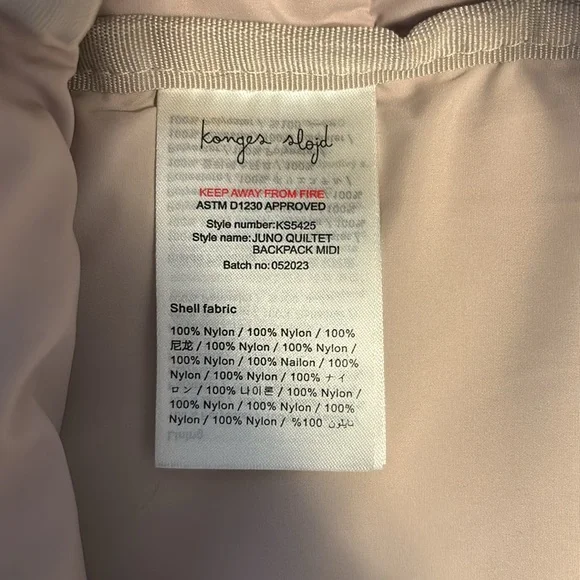 konges sløjd
KEEP AWAY FROM FIRE
ASTM D1230 APPROVED
Style number:KS5425
Style name:JUNO QUILTET
BACKPACK MIDI
Batch no:052023
Shell fabric
100% Nylon / 100% Nylon / 100%
尼龙 / 100% Nylon / 100% Nylon /
100% Nylon / 100% Nailon / 100%
Nylon / 100% Nylon / 100% ナイ
ロン / 100% 나이론 / 100% Nylon /
100% Nylon / 100% Nylon / 100%
Nylon / 100% Nylon / %100 نايلون